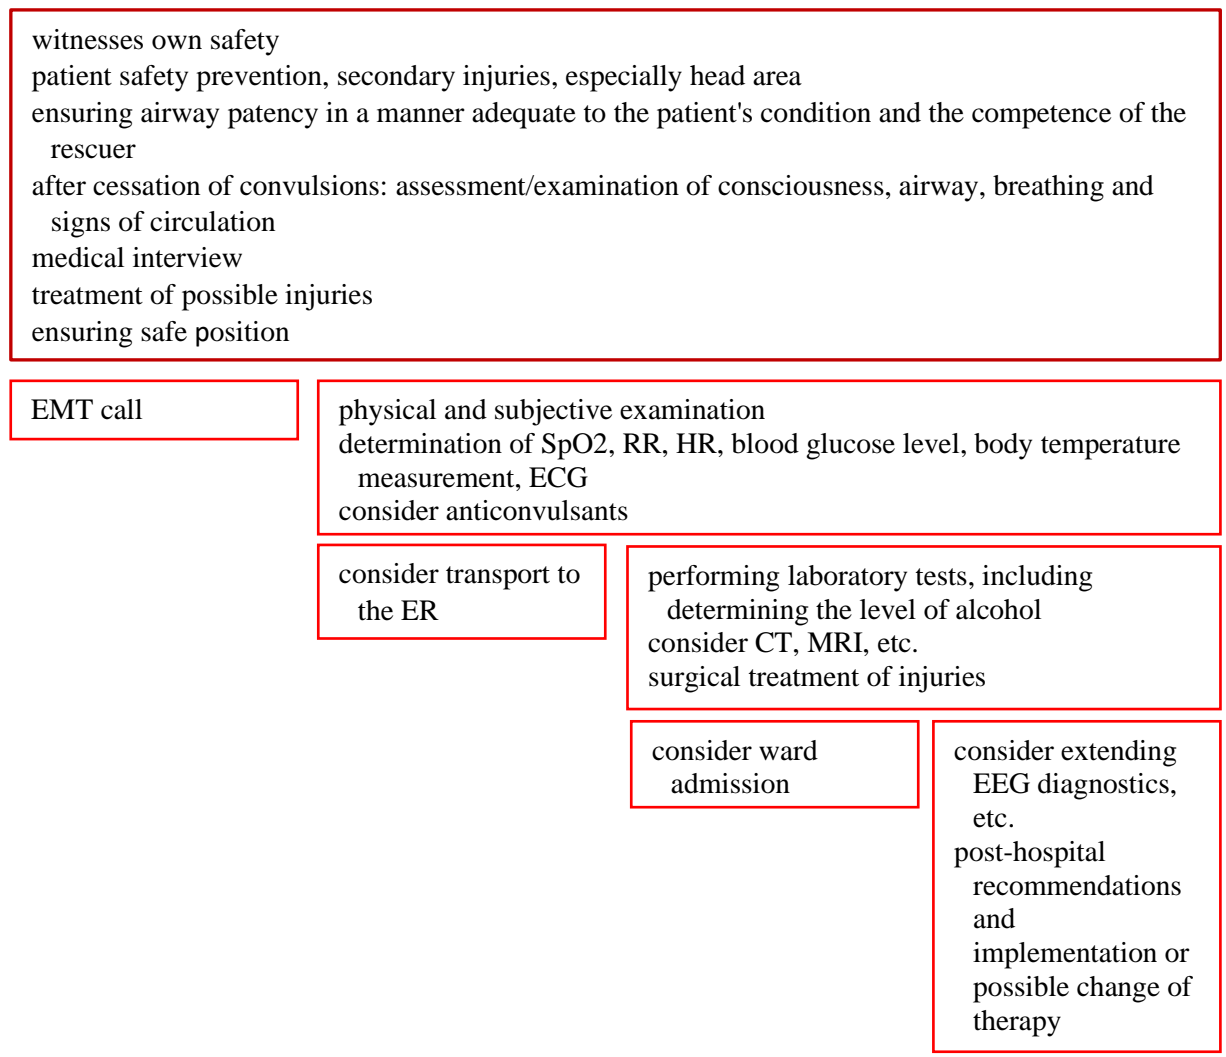 witnesses own safety
patient safety prevention, secondary injuries, especially head area
ensuring airway patency in a manner adequate to the patient's condition and the competence of the
rescuer
after cessation of convulsions: assessment/examination of consciousness, airway, breathing and
signs of circulation
medical interview
treatment of possible injuries
ensuring safe position
EMT call
physical and subjective examination
determination of SpO2, RR, HR, blood glucose level, body temperature
measurement, ECG
consider anticonvulsants
consider transport to
the ER
performing laboratory tests, including
determining the level of alcohol
consider CT, MRI, etc.
surgical treatment of injuries
consider ward
admission
consider extending
EEG diagnostics,
etc.
post-hospital
recommendations
and
implementation or
possible change of
therapy